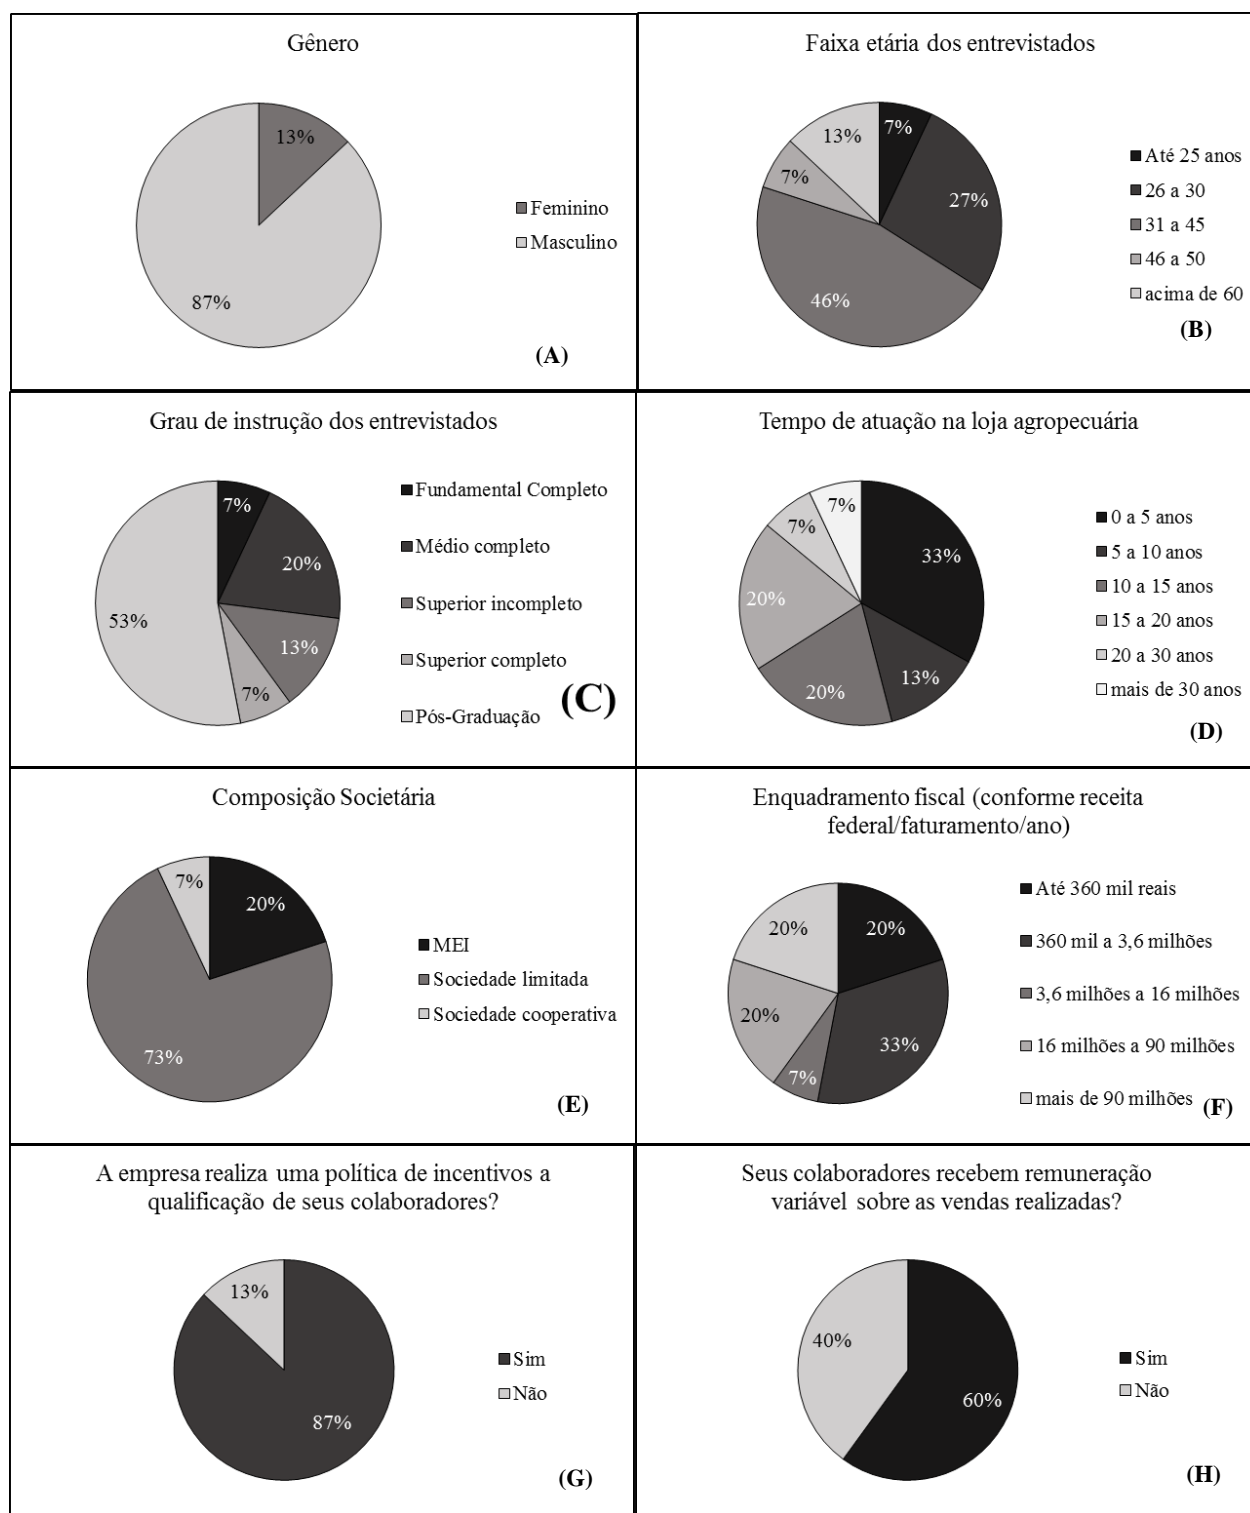 Gênero
13%
87%
Feminino
Masculino
(A)
Faixa etária dos entrevistados
7%
27%
46%
7%
13%
Até 25 anos
26 a 30
31 a 45
46 a 50
acima de 60
(B)
Grau de instrução dos entrevistados
7%
20%
13%
7%
53%
Fundamental Completo
Médio completo
Superior incompleto
Superior completo
Pós-Graduação
(C)
Tempo de atuação na loja agropecuária
33%
13%
20%
20%
7%
7%
0 a 5 anos
5 a 10 anos
10 a 15 anos
15 a 20 anos
20 a 30 anos
mais de 30 anos
(D)
Composição Societária
20%
73%
7%
MEI
Sociedade limitada
Sociedade cooperativa
(E)
Enquadramento fiscal (conforme receita
federal/faturamento/ano)
20%
33%
7%
20%
20%
Até 360 mil reais
360 mil a 3,6 milhões
3,6 milhões a 16 milhões
16 milhões a 90 milhões
mais de 90 milhões
(F)
A empresa realiza uma política de incentivos a
qualificação de seus colaboradores?
13%
87%
Sim
Não
(G)
Seus colaboradores recebem remuneração
variável sobre as vendas realizadas?
40%
60%
Sim
Não
(H)